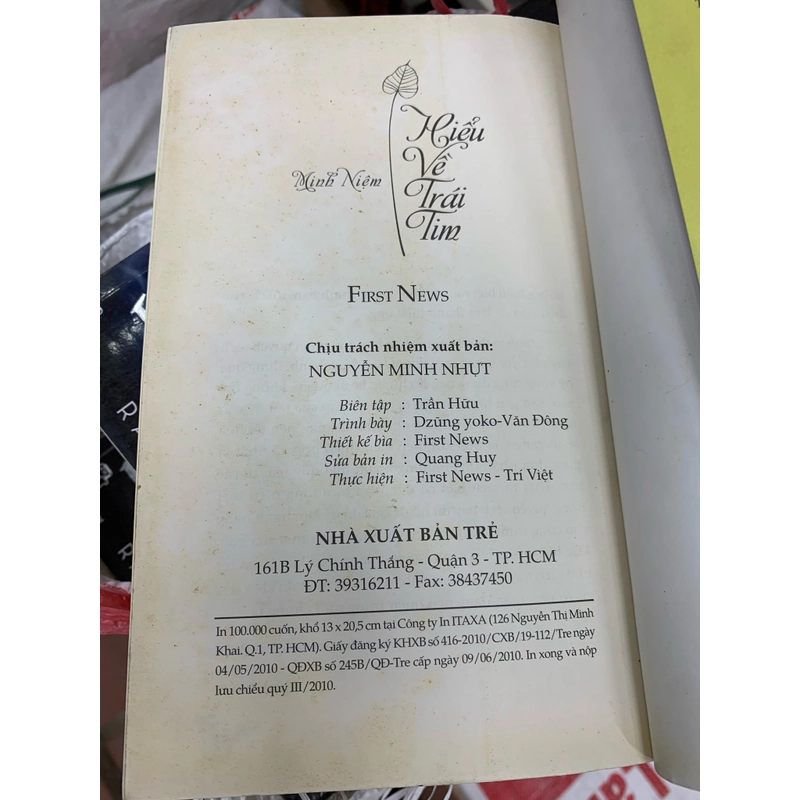 Minh Niệm
Hiểu
Về
Trái
Tim
FIRST NEWS
Chịu trách nhiệm xuất bản:
NGUYỄN MINH NHỰT
Biên tập : Trần Hữu
Trình bày : Dzũng yoko-Văn Đông
Thiết kế bìa : First News
Sửa bản in : Quang Huy
Thực hiện : First News - Trí Việt
NHÀ XUẤT BẢN TRẺ
161B Lý Chính Thắng - Quận 3 - TP. HCM
ĐT: 39316211 - Fax: 38437450
In 100.000 cuốn, khổ 13 x 20,5 cm tại Công ty In ITAXA (126 Nguyễn Thị Minh
Khai. Q.1, TP. HCM). Giấy đăng ký KHXB số 416-2010/CXB/19-112/Tre ngày
04/05/2010 - QĐXB số 245B/QĐ-Tre cấp ngày 09/06/2010. In xong và nộp
lưu chiểu quý III/2010.